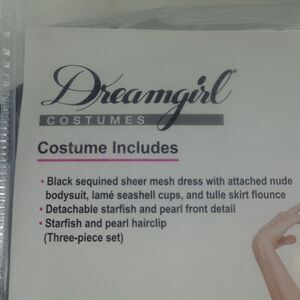 Dreamgirl®
COSTUMES
Costume Includes
• Black sequined sheer mesh dress with attached nude
bodysuit, lamé seashell cups, and tulle skirt flounce
• Detachable starfish and pearl front detail
• Starfish and pearl hairclip
(Three-piece set)